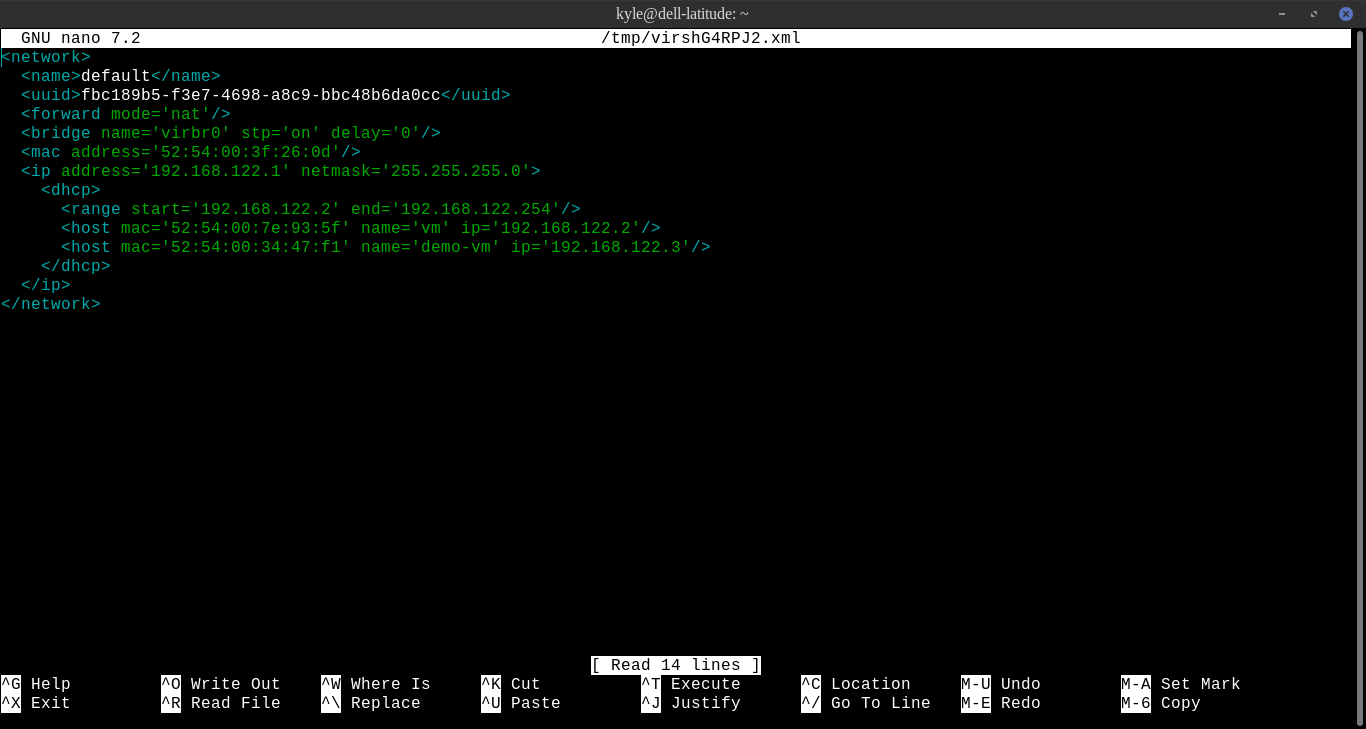 kyle@dell-latitude: ~
GNU nano 7.2 /tmp/virshG4RPJ2.xml
<network>
  <name>default</name>
  <uuid>fbc189b5-f3e7-4698-a8c9-bbc48b6da0cc</uuid>
  <forward mode='nat'/>
  <bridge name='virbr0' stp='on' delay='0'/>
  <mac address='52:54:00:3f:26:0d'/>
  <ip address='192.168.122.1' netmask='255.255.255.0'>
    <dhcp>
      <range start='192.168.122.2' end='192.168.122.254'/>
      <host mac='52:54:00:7e:93:5f' name='vm' ip='192.168.122.2'/>
      <host mac='52:54:00:34:47:f1' name='demo-vm' ip='192.168.122.3'/>
    </dhcp>
  </ip>
</network>
[ Read 14 lines ]
^G Help ^O Write Out ^W Where Is ^K Cut ^T Execute ^C Location M-U Undo M-A Set Mark
^X Exit ^R Read File ^\ Replace ^U Paste ^J Justify ^/ Go To Line M-E Redo M-6 Copy